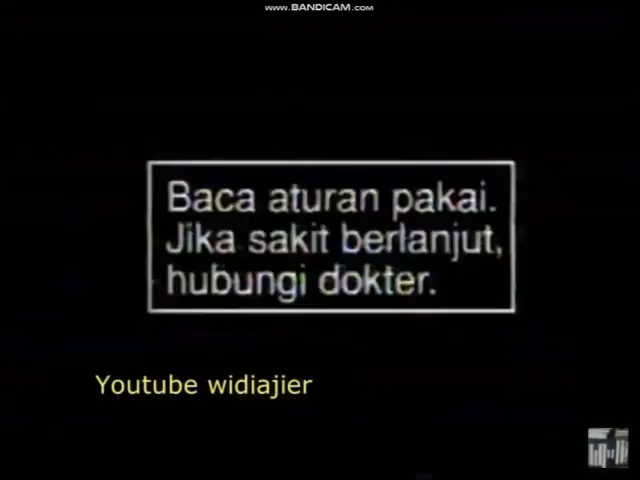 www.BANDICAM.com
Baca aturan pakai.
Jika sakit berlanjut,
hubungi dokter.
Youtube widiajier